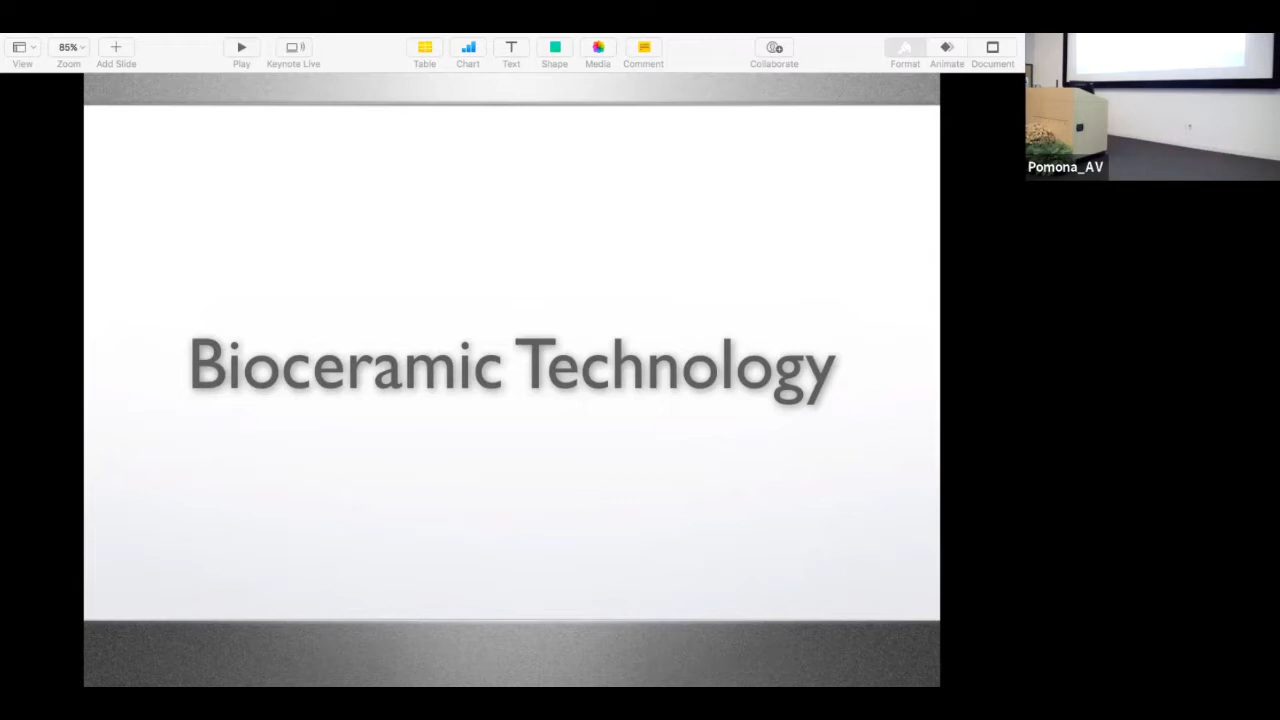 85%
View
Zoom
Add Slide
Play
Keynote Live
Table
Chart
Text
Shape
Media
Comment
Collaborate
Format
Animate
Document
Pomona_AV
Bioceramic Technology